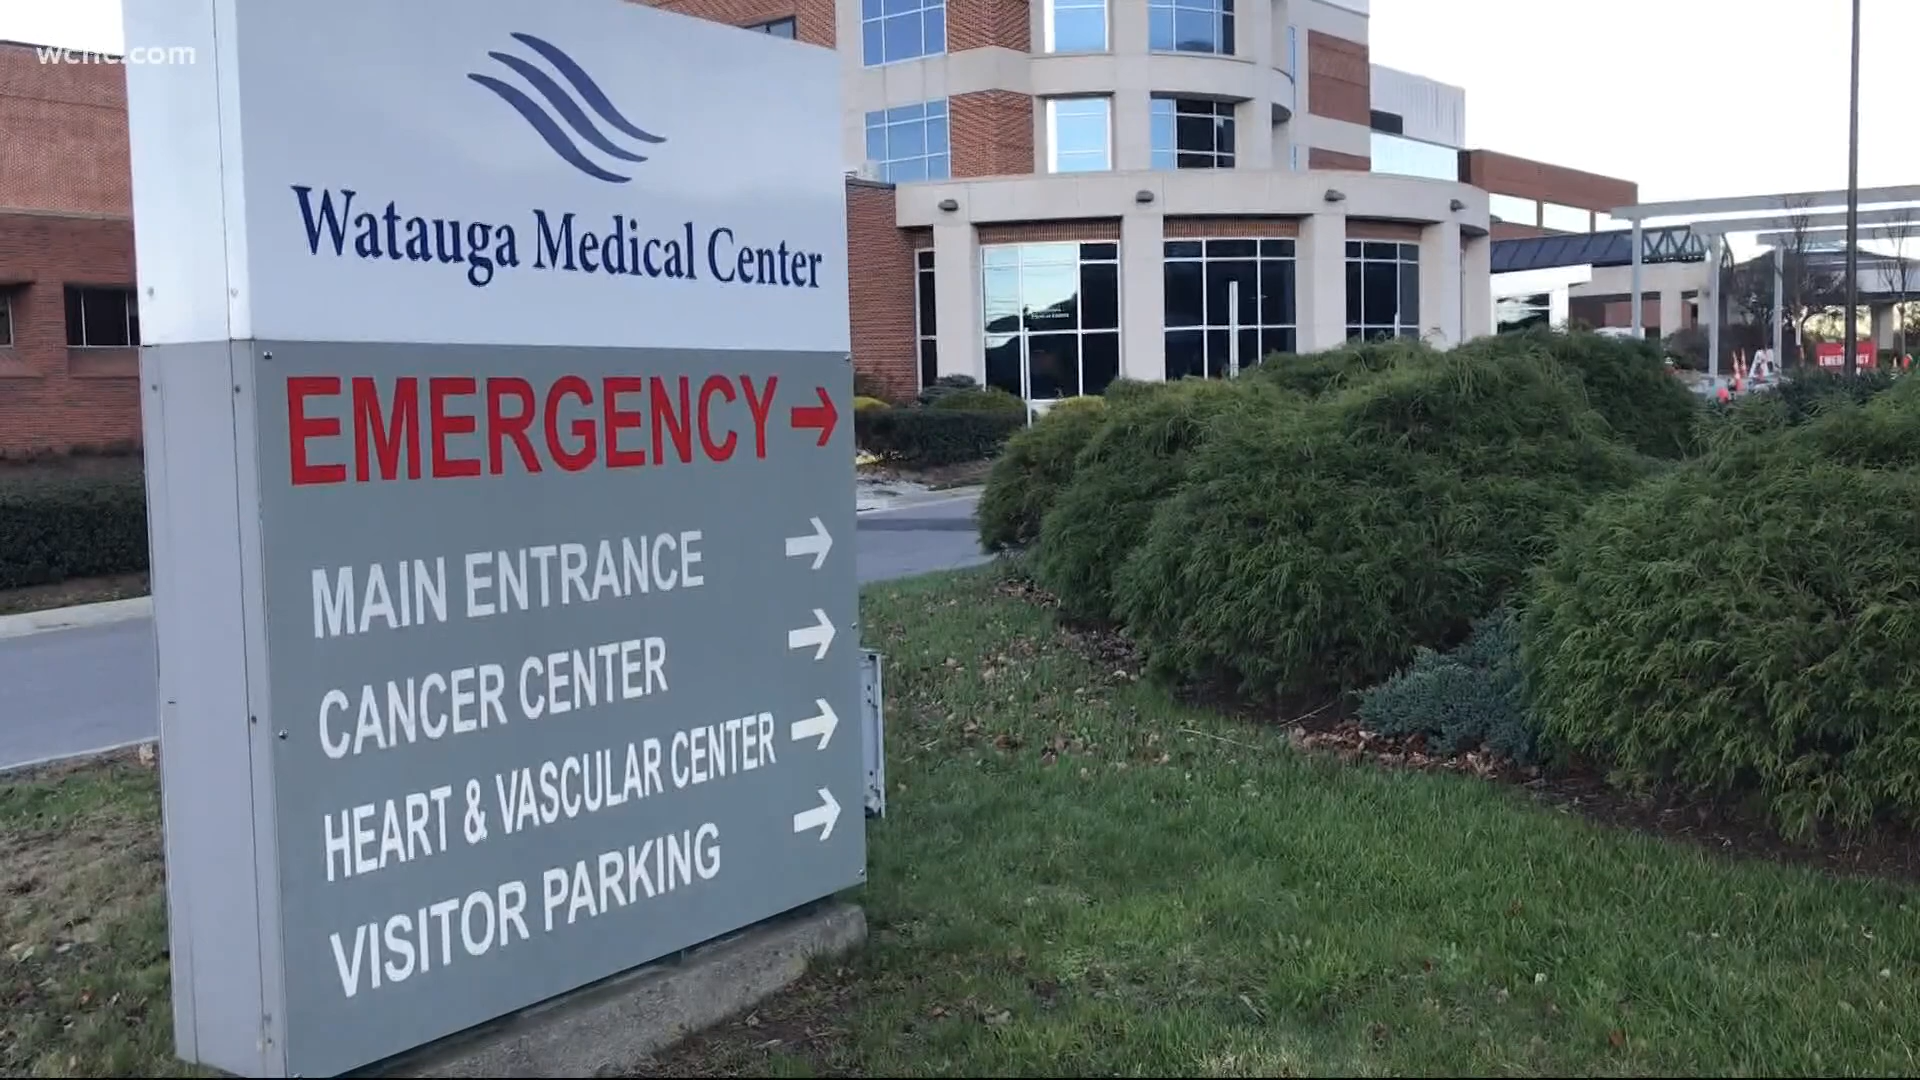 wcnc.com
Watauga Medical Center
EMERGENCY →
MAIN ENTRANCE →
CANCER CENTER →
HEART & VASCULAR CENTER →
VISITOR PARKING →
EMERGENCY